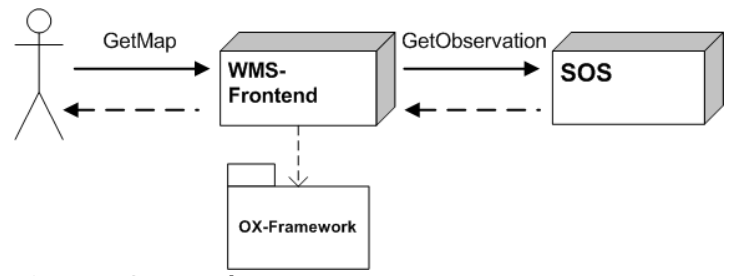 GetMap
GetObservation
WMS-
Frontend
SOS
OX-Framework